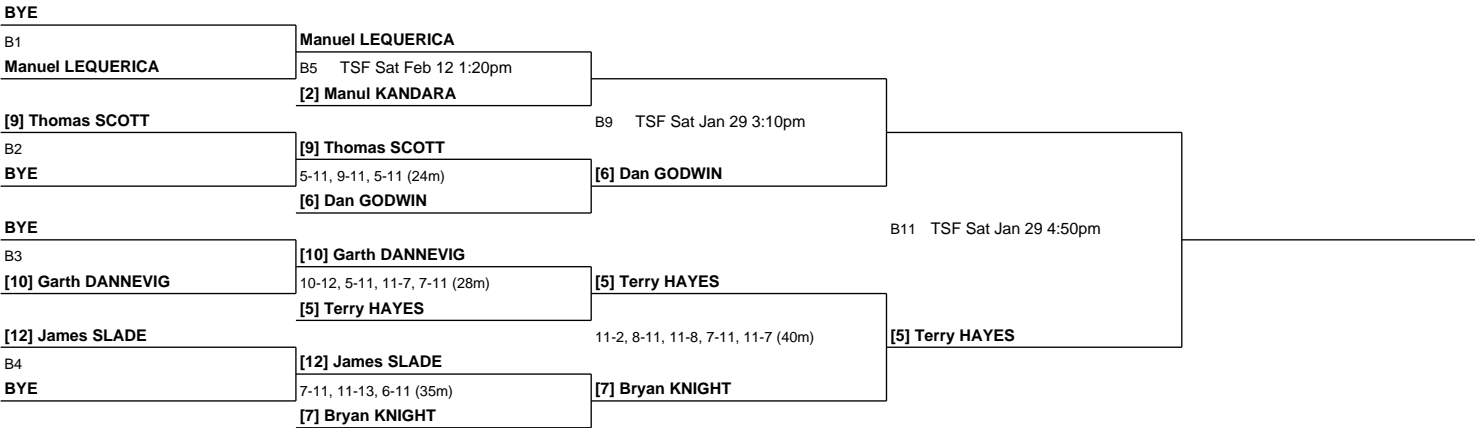 BYE
B1
Manuel LEQUERICA
Manuel LEQUERICA
B5 TSF Sat Feb 12 1:20pm
[2] Manul KANDARA
[9] Thomas SCOTT
B9 TSF Sat Jan 29 3:10pm
B2
[9] Thomas SCOTT
BYE
5-11, 9-11, 5-11 (24m)
[6] Dan GODWIN
[6] Dan GODWIN
BYE
B11 TSF Sat Jan 29 4:50pm
B3
[10] Garth DANNEVIG
[10] Garth DANNEVIG
10-12, 5-11, 11-7, 7-11 (28m)
[5] Terry HAYES
[5] Terry HAYES
[12] James SLADE
11-2, 8-11, 11-8, 7-11, 11-7 (40m)
[5] Terry HAYES
B4
[12] James SLADE
BYE
7-11, 11-13, 6-11 (35m)
[7] Bryan KNIGHT
[7] Bryan KNIGHT